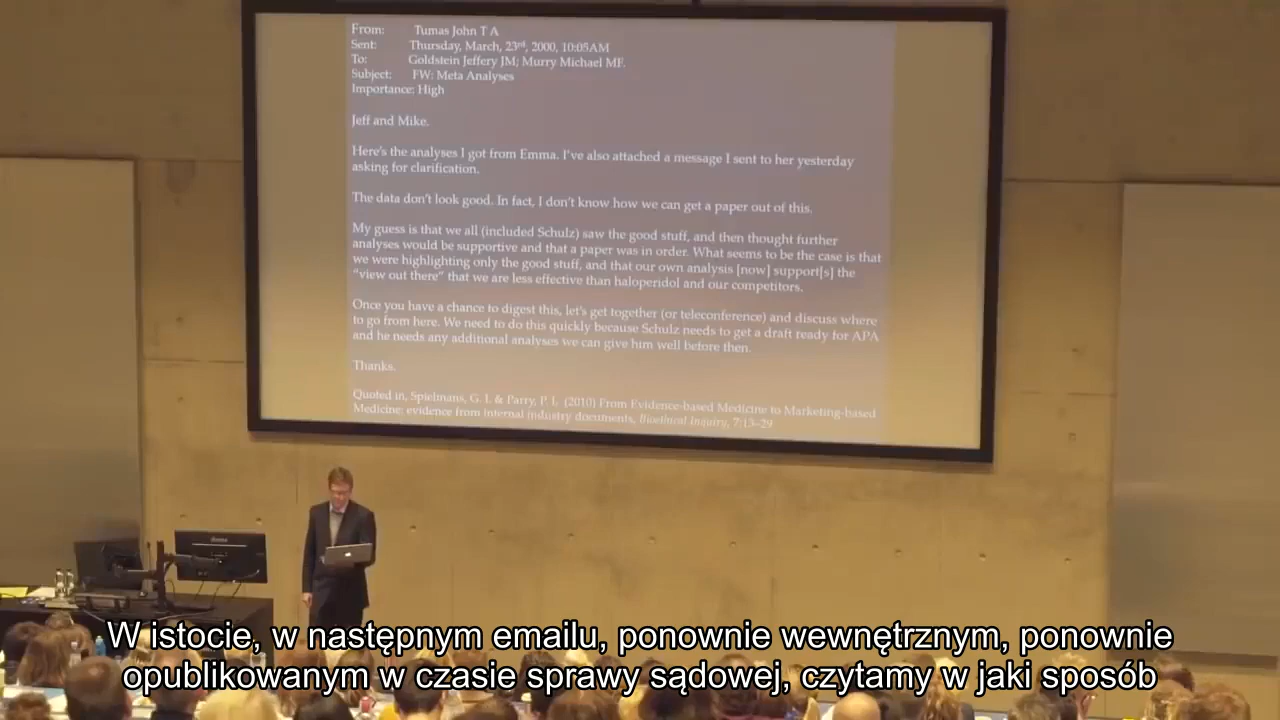 From: Tumas John T A
Sent: Thursday, March, 23rd, 2000, 10:05AM
To: Goldstein Jeffery JM; Murry Michael MF.
Subject: FW: Meta Analyses
Importance: High
Jeff and Mike.
Here's the analyses I got from Emma. I've also attached a message I sent to her yesterday
asking for clarification.
The data don't look good. In fact, I don't know how we can get a paper out of this.
My guess is that we all (included Schulz) saw the good stuff, and then thought further
analyses would be supportive and that a paper was in order. What seems to be the case is that
we were highlighting only the good stuff, and that our own analysis [now] support[s] the
"view out there" that we are less effective than haloperidol and our competitors.
Once you have a chance to digest this, let's get together (or teleconference) and discuss where
to go from here. We need to do this quickly because Schulz needs to get a draft ready for APA
and he needs any additional analyses we can give him well before then.
Thanks.
Quoted in, Spielmans, G. I. & Parry, P. I. (2010) From Evidence-based Medicine to Marketing-based
Medicine: evidence from internal industry documents, Bioethical Inquiry, 7:13–29
W istocie, w następnym emailu, ponownie wewnętrznym, ponownie
opublikowanym w czasie sprawy sądowej, czytamy w jaki sposób